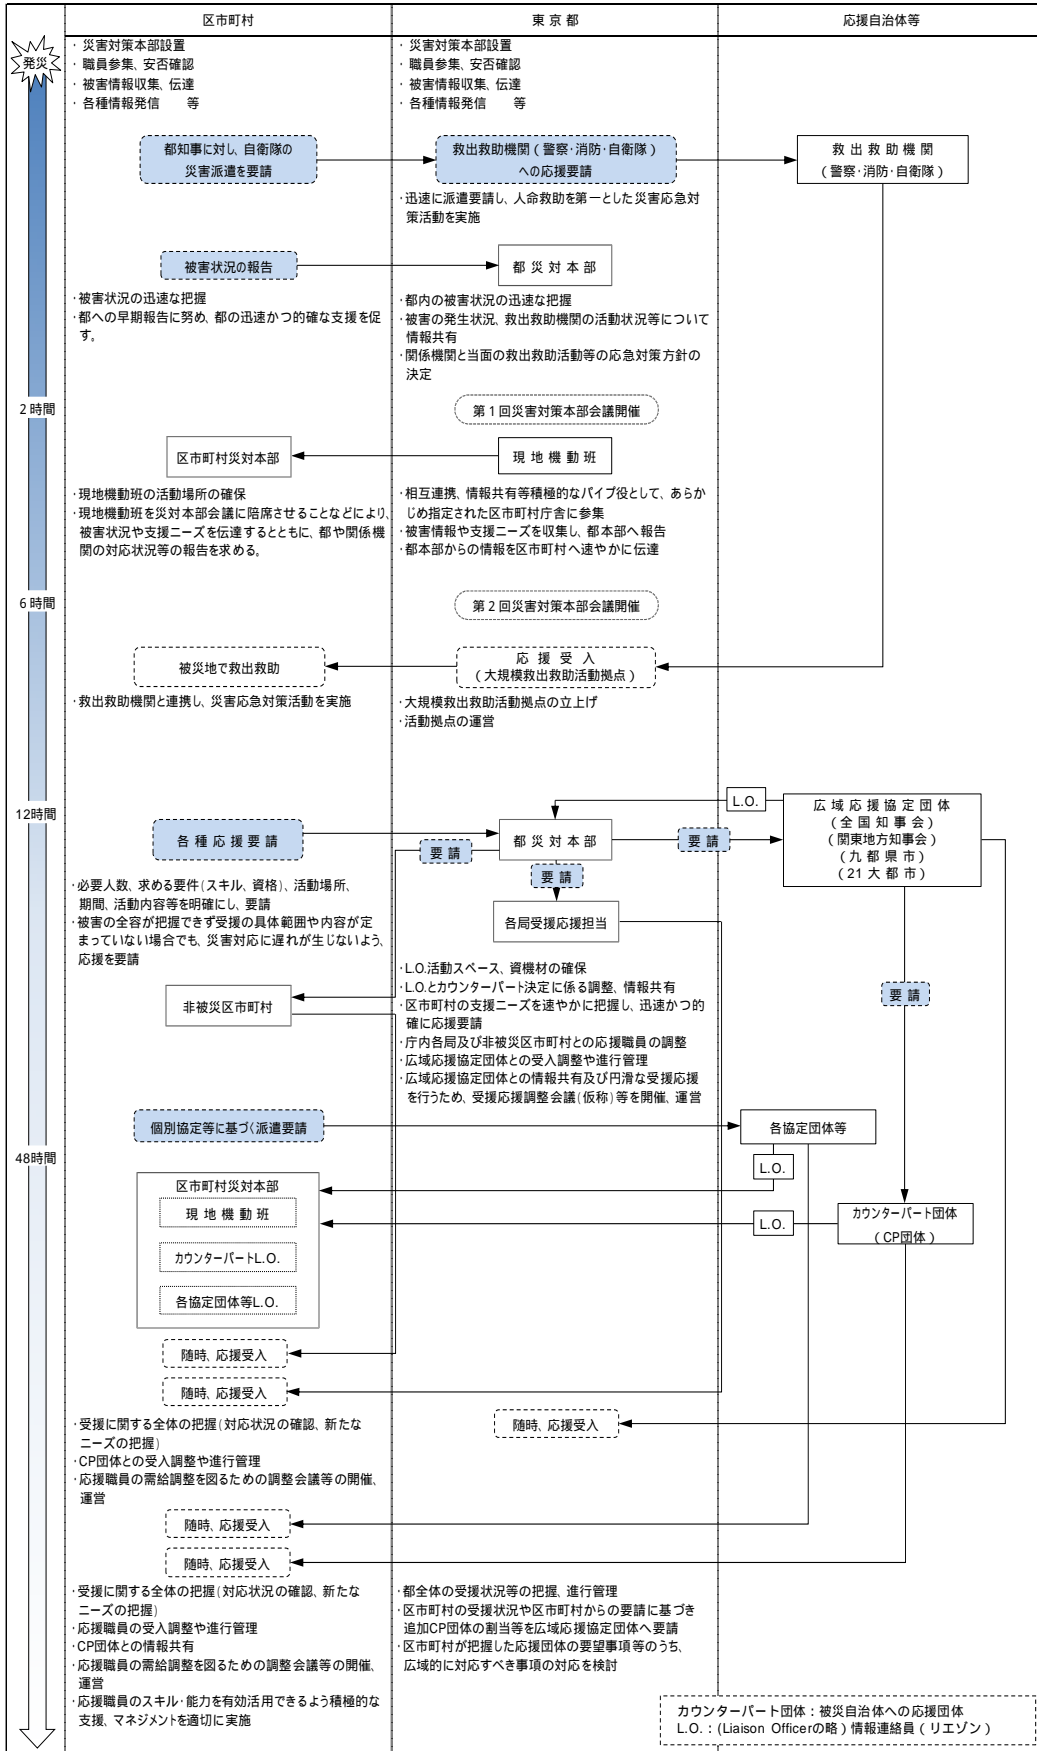 区市町村
東 京 都
応援自治体等
発災
・ 災害対策本部設置
・ 職員参集、安否確認
・ 被害情報収集、伝達
・ 各種情報発信　等
・ 災害対策本部設置
・ 職員参集、安否確認
・ 被害情報収集、伝達
・ 各種情報発信　等
都知事に対し、自衛隊の
災害派遣を要請
救出救助機関（警察・消防・自衛隊）
への応援要請
救 出 救 助 機 関
（警察・消防・自衛隊）
・迅速に派遣要請し、人命救助を第一とした災害応急対
策活動を実施
被害状況の報告
都 災 対 本 部
・被害状況の迅速な把握
・都への早期報告に努め、都の迅速かつ的確な支援を促
す。
・都内の被害状況の迅速な把握
・被害の発生状況、救出救助機関の活動状況等について
情報共有
・関係機関と当面の救出救助活動等の応急対策方針の
決定
2時間
第1回災害対策本部会議開催
区市町村災対本部
現 地 機 動 班
・現地機動班の活動場所の確保
・現地機動班を災対本部会議に陪席させることなどにより、
被害状況や支援ニーズを伝達するとともに、都や関係機
関の対応状況等の報告を求める。
・相互連携、情報共有等積極的なパイプ役として、あらか
じめ指定された区市町村庁舎に参集
・被害情報や支援ニーズを収集し、都本部へ報告
・都本部からの情報を区市町村へ速やかに伝達
6時間
第2回災害対策本部会議開催
被災地で救出救助
応 援 受 入
（大規模救出救助活動拠点）
・救出救助機関と連携し、災害応急対策活動を実施
・大規模救出救助活動拠点の立上げ
・活動拠点の運営
12時間
L.O.
広 域 応 援 協 定 団 体
（ 全 国 知 事 会 ）
（関東地方知事会）
（ 九 都 県 市 ）
（ 21 大 都 市 ）
各 種 応 援 要 請
都 災 対 本 部
要 請
要 請
要 請
・必要人数、求める要件（スキル、資格）、活動場所、
期間、活動内容等を明確にし、要請
・被害の全容が把握できず受援の具体範囲や内容が定
まっていない場合でも、災害対応に遅れが生じないよう、
応援を要請
各局受援応援担当
・L.O.活動スペース、資機材の確保
・L.O.とカウンターパート決定に係る調整、情報共有
・区市町村の支援ニーズを速やかに把握し、迅速かつ的
確に応援要請
・庁内各局及び非被災区市町村との応援職員の調整
・広域応援協定団体との受入調整や進行管理
・広域応援協定団体との情報共有及び円滑な受援応援
を行うため、受援応援調整会議（仮称）等を開催、運営
要 請
非被災区市町村
個別協定等に基づく派遣要請
各協定団体等
48時間
L.O.
区市町村災対本部
現 地 機 動 班
カウンターパートL.O.
各協定団体等L.O.
L.O.
カウンターパート団体
（ CP団体 ）
随時、応援受入
随時、応援受入
随時、応援受入
・受援に関する全体の把握（対応状況の確認、新たな
ニーズの把握）
・CP団体との受入調整や進行管理
・応援職員の需給調整を図るための調整会議等の開催、
運営
随時、応援受入
随時、応援受入
・受援に関する全体の把握（対応状況の確認、新たな
ニーズの把握）
・応援職員の受入調整や進行管理
・CP団体との情報共有
・応援職員の需給調整を図るための調整会議等の開催、
運営
・応援職員のスキル・能力を有効活用できるよう積極的な
支援、マネジメントを適切に実施
・都全体の受援状況等の把握、進行管理
・区市町村の受援状況や区市町村からの要請に基づき
追加CP団体の割当等を広域応援協定団体へ要請
・区市町村が把握した応援団体の要望事項等のうち、
広域的に対応すべき事項の対応を検討
カウンターパート団体：被災自治体への応援団体
L.O.：(Liaison Officerの略）情報連絡員（リエゾン）